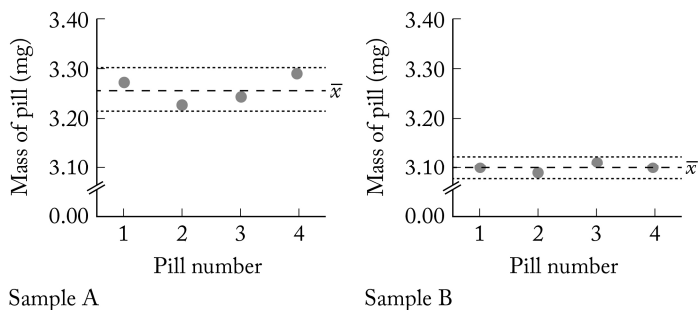 Mass of pill (mg)
3.40
3.30
3.20
3.10
0.00
x̄
1 2 3 4
Pill number
Sample A
Mass of pill (mg)
3.40
3.30
3.20
3.10
0.00
x̄
1 2 3 4
Pill number
Sample B